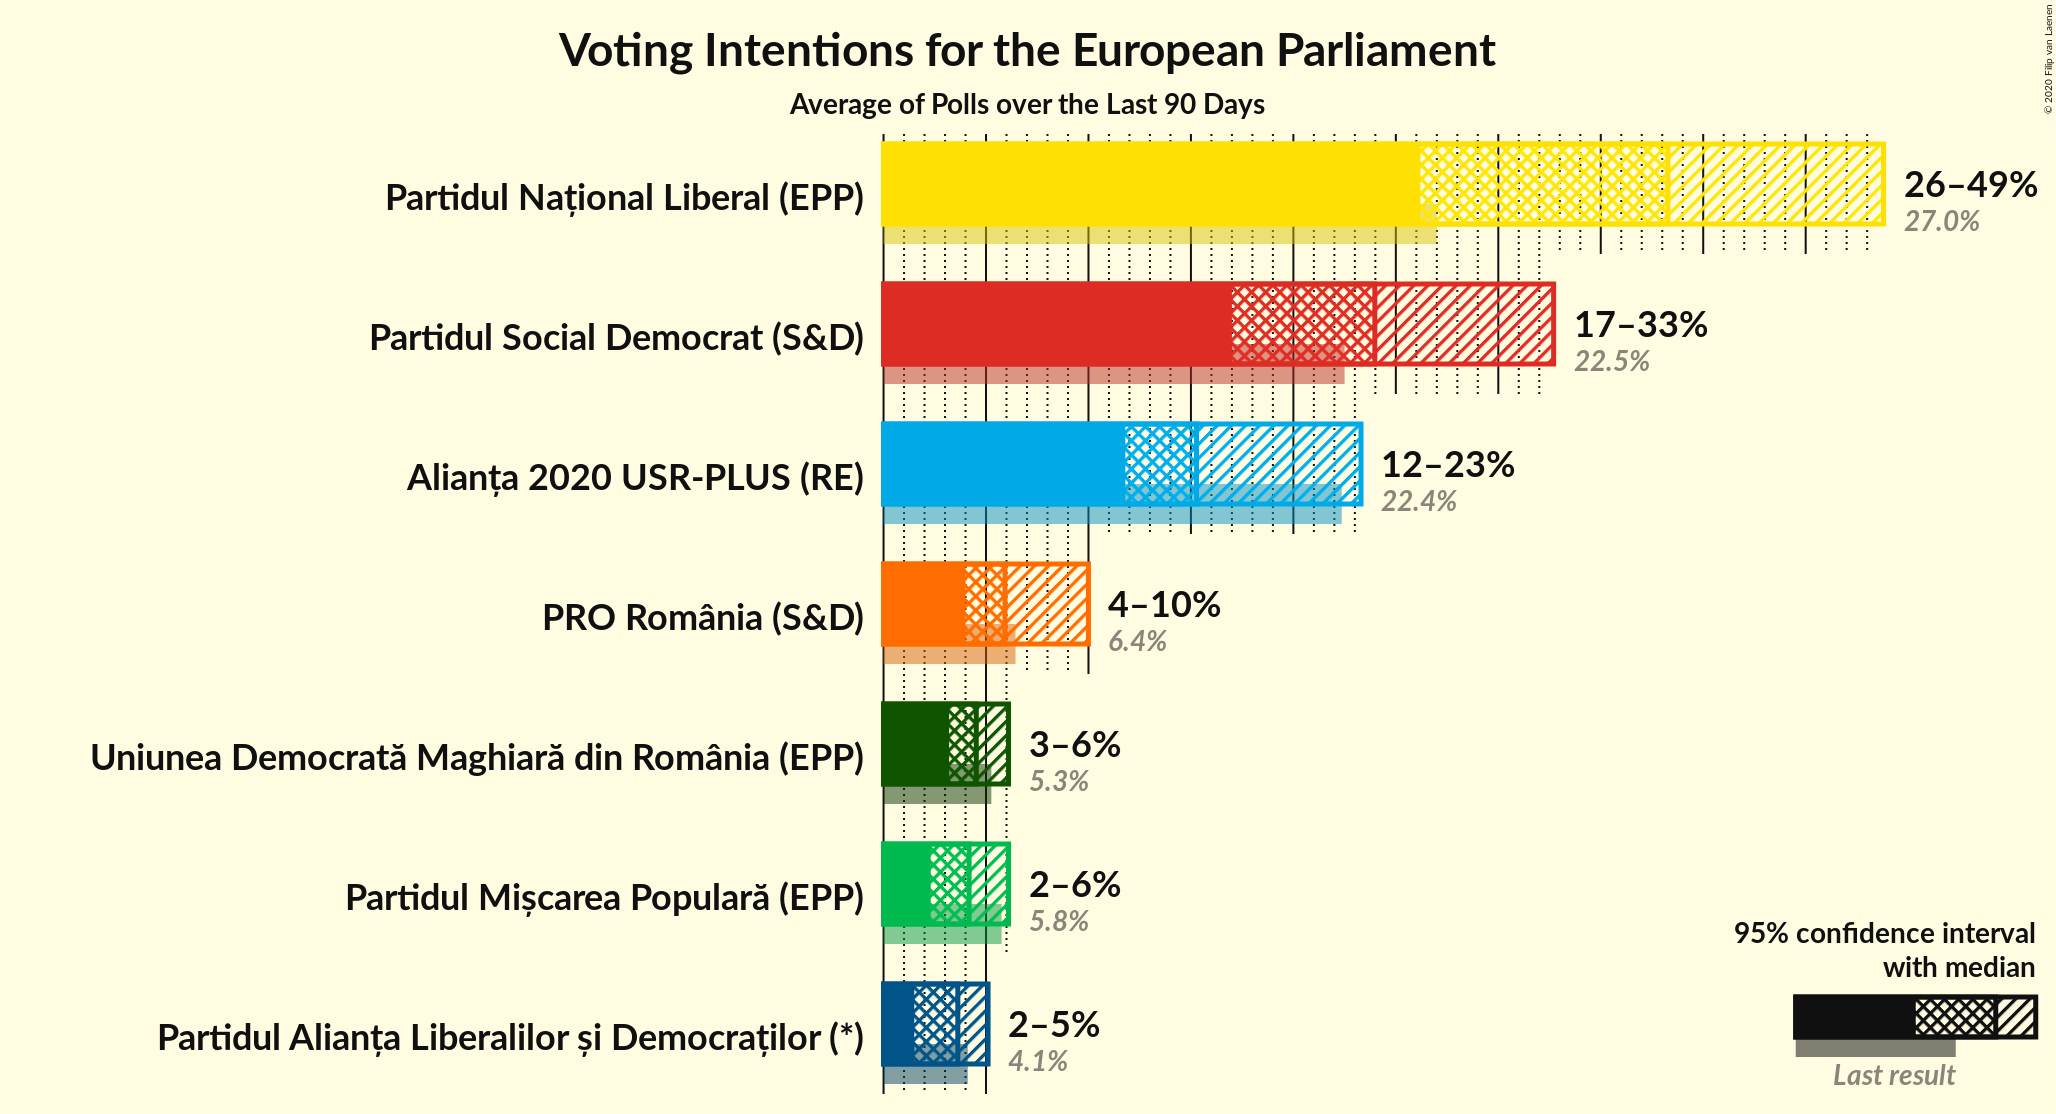 Voting Intentions for the European Parliament
Average of Polls over the Last 90 Days
© 2020 Filip van Laenen
Partidul Național Liberal (EPP)
26–49%
27.0%
Partidul Social Democrat (S&D)
17–33%
22.5%
Alianța 2020 USR-PLUS (RE)
12–23%
22.4%
PRO România (S&D)
4–10%
6.4%
Uniunea Democrată Maghiară din România (EPP)
3–6%
5.3%
Partidul Mișcarea Populară (EPP)
2–6%
5.8%
Partidul Alianța Liberalilor și Democraților (*)
2–5%
4.1%
95% confidence interval
with median
Last result